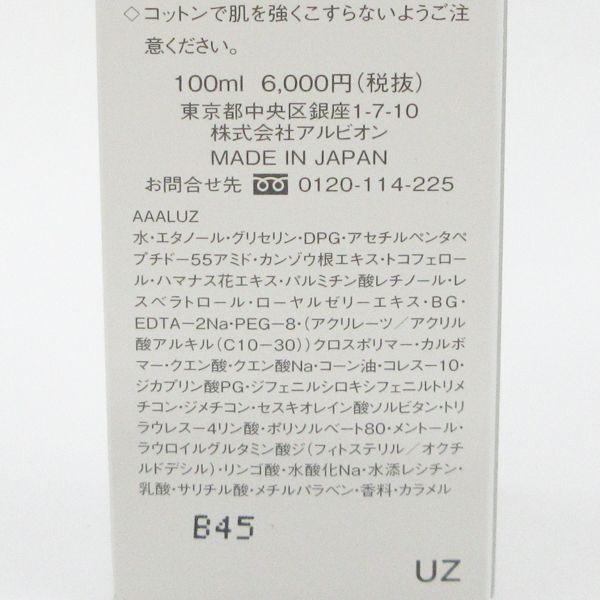 ◇コットンで肌を強くこすらないようご注
意ください。
100ml 6,000円(税抜)
東京都中央区銀座1-7-10
株式会社アルビオン
MADE IN JAPAN
お問合せ先 0120-114-225
AAALUZ
水・エタノール・グリセリン・DPG・アセチルペンタペ
プチドー55アミド・カンゾウ根エキス・トコフェロ
ール・ハマナス花エキス・パルミチン酸レチノール・レ
スベラトロール・ローヤルゼリーエキス・BG・
EDTA-2Na・PEG-8・(アクリレーツ/アクリル
酸アルキル(C10-30))クロスポリマー・カルボ
マー・クエン酸・クエン酸Na・コーン油・コレスー10・
ジカプリン酸PG・ジフェニルシロキシフェニルトリメ
チコン・ジメチコン・セスキオレイン酸ソルビタン・トリ
ラウレスー4リン酸・ポリソルベート80・メントール・
ラウロイルグルタミン酸ジ(フィトステリル/オクチ
ルドデシル)・リンゴ酸・水酸化Na・水添レシチン・
乳酸・サリチル酸・メチルパラベン・香料・カラメル
B45
UZ